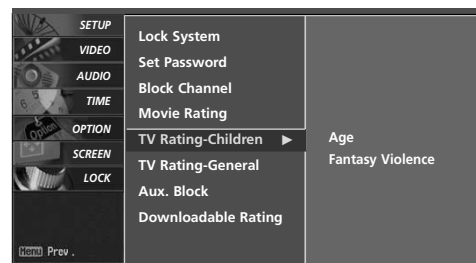 SETUP
VIDEO
AUDIO
TIME
OPTION
SCREEN
LOCK
Menu Prev.
Lock System
Set Password
Block Channel
Movie Rating
TV Rating-Children ►
TV Rating-General
Aux. Block
Downloadable Rating
Age
Fantasy Violence